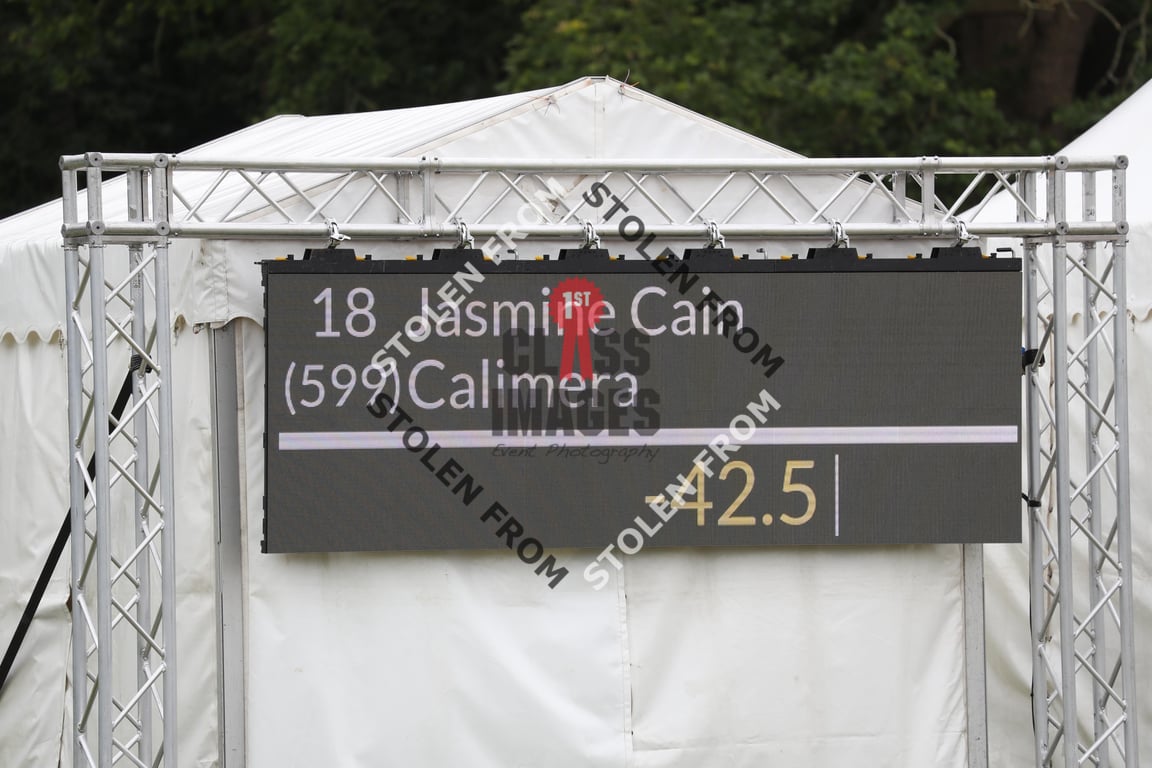 18 Jasmine Cain
(599) Calimera
-42.5
1ST
CLASS
IMAGES
Event Photography
STOLEN FROM
STOLEN FROM
STOLEN FROM
STOLEN FROM